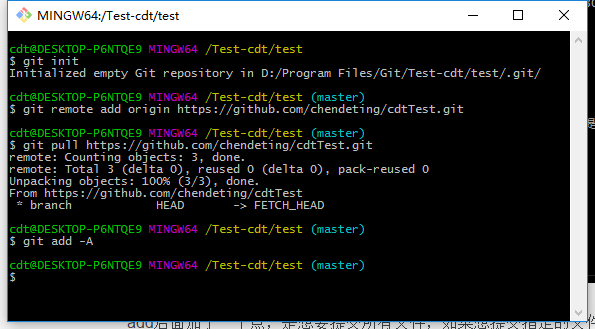 MINGW64:/Test-cdt/test
cdt@DESKTOP-P6NTQE9 MINGW64 /Test-cdt/test
$ git init
Initialized empty Git repository in D:/Program Files/Git/Test-cdt/test/.git/
cdt@DESKTOP-P6NTQE9 MINGW64 /Test-cdt/test (master)
$ git remote add origin https://github.com/chendeting/cdtTest.git
cdt@DESKTOP-P6NTQE9 MINGW64 /Test-cdt/test (master)
$ git pull https://github.com/chendeting/cdtTest.git
remote: Counting objects: 3, done.
remote: Total 3 (delta 0), reused 0 (delta 0), pack-reused 0
Unpacking objects: 100% (3/3), done.
From https://github.com/chendeting/cdtTest
 * branch            HEAD       -> FETCH_HEAD
cdt@DESKTOP-P6NTQE9 MINGW64 /Test-cdt/test (master)
$ git add -A
cdt@DESKTOP-P6NTQE9 MINGW64 /Test-cdt/test (master)
$